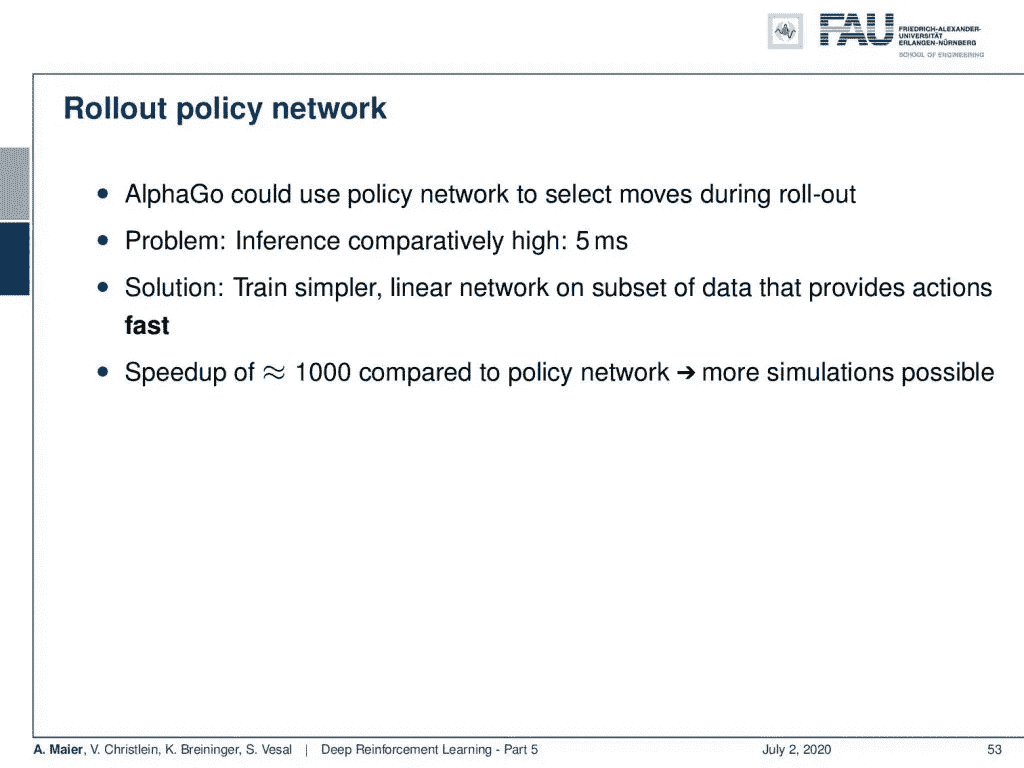 FAU
FRIEDRICH-ALEXANDER-
UNIVERSITÄT
ERLANGEN-NÜRNBERG
SCHOOL OF ENGINEERING
Rollout policy network
• AlphaGo could use policy network to select moves during roll-out
• Problem: Inference comparatively high: 5 ms
• Solution: Train simpler, linear network on subset of data that provides actions
fast
• Speedup of ≈ 1000 compared to policy network ➔ more simulations possible
A. Maier, V. Christlein, K. Breininger, S. Vesal | Deep Reinforcement Learning - Part 5 July 2, 2020 53